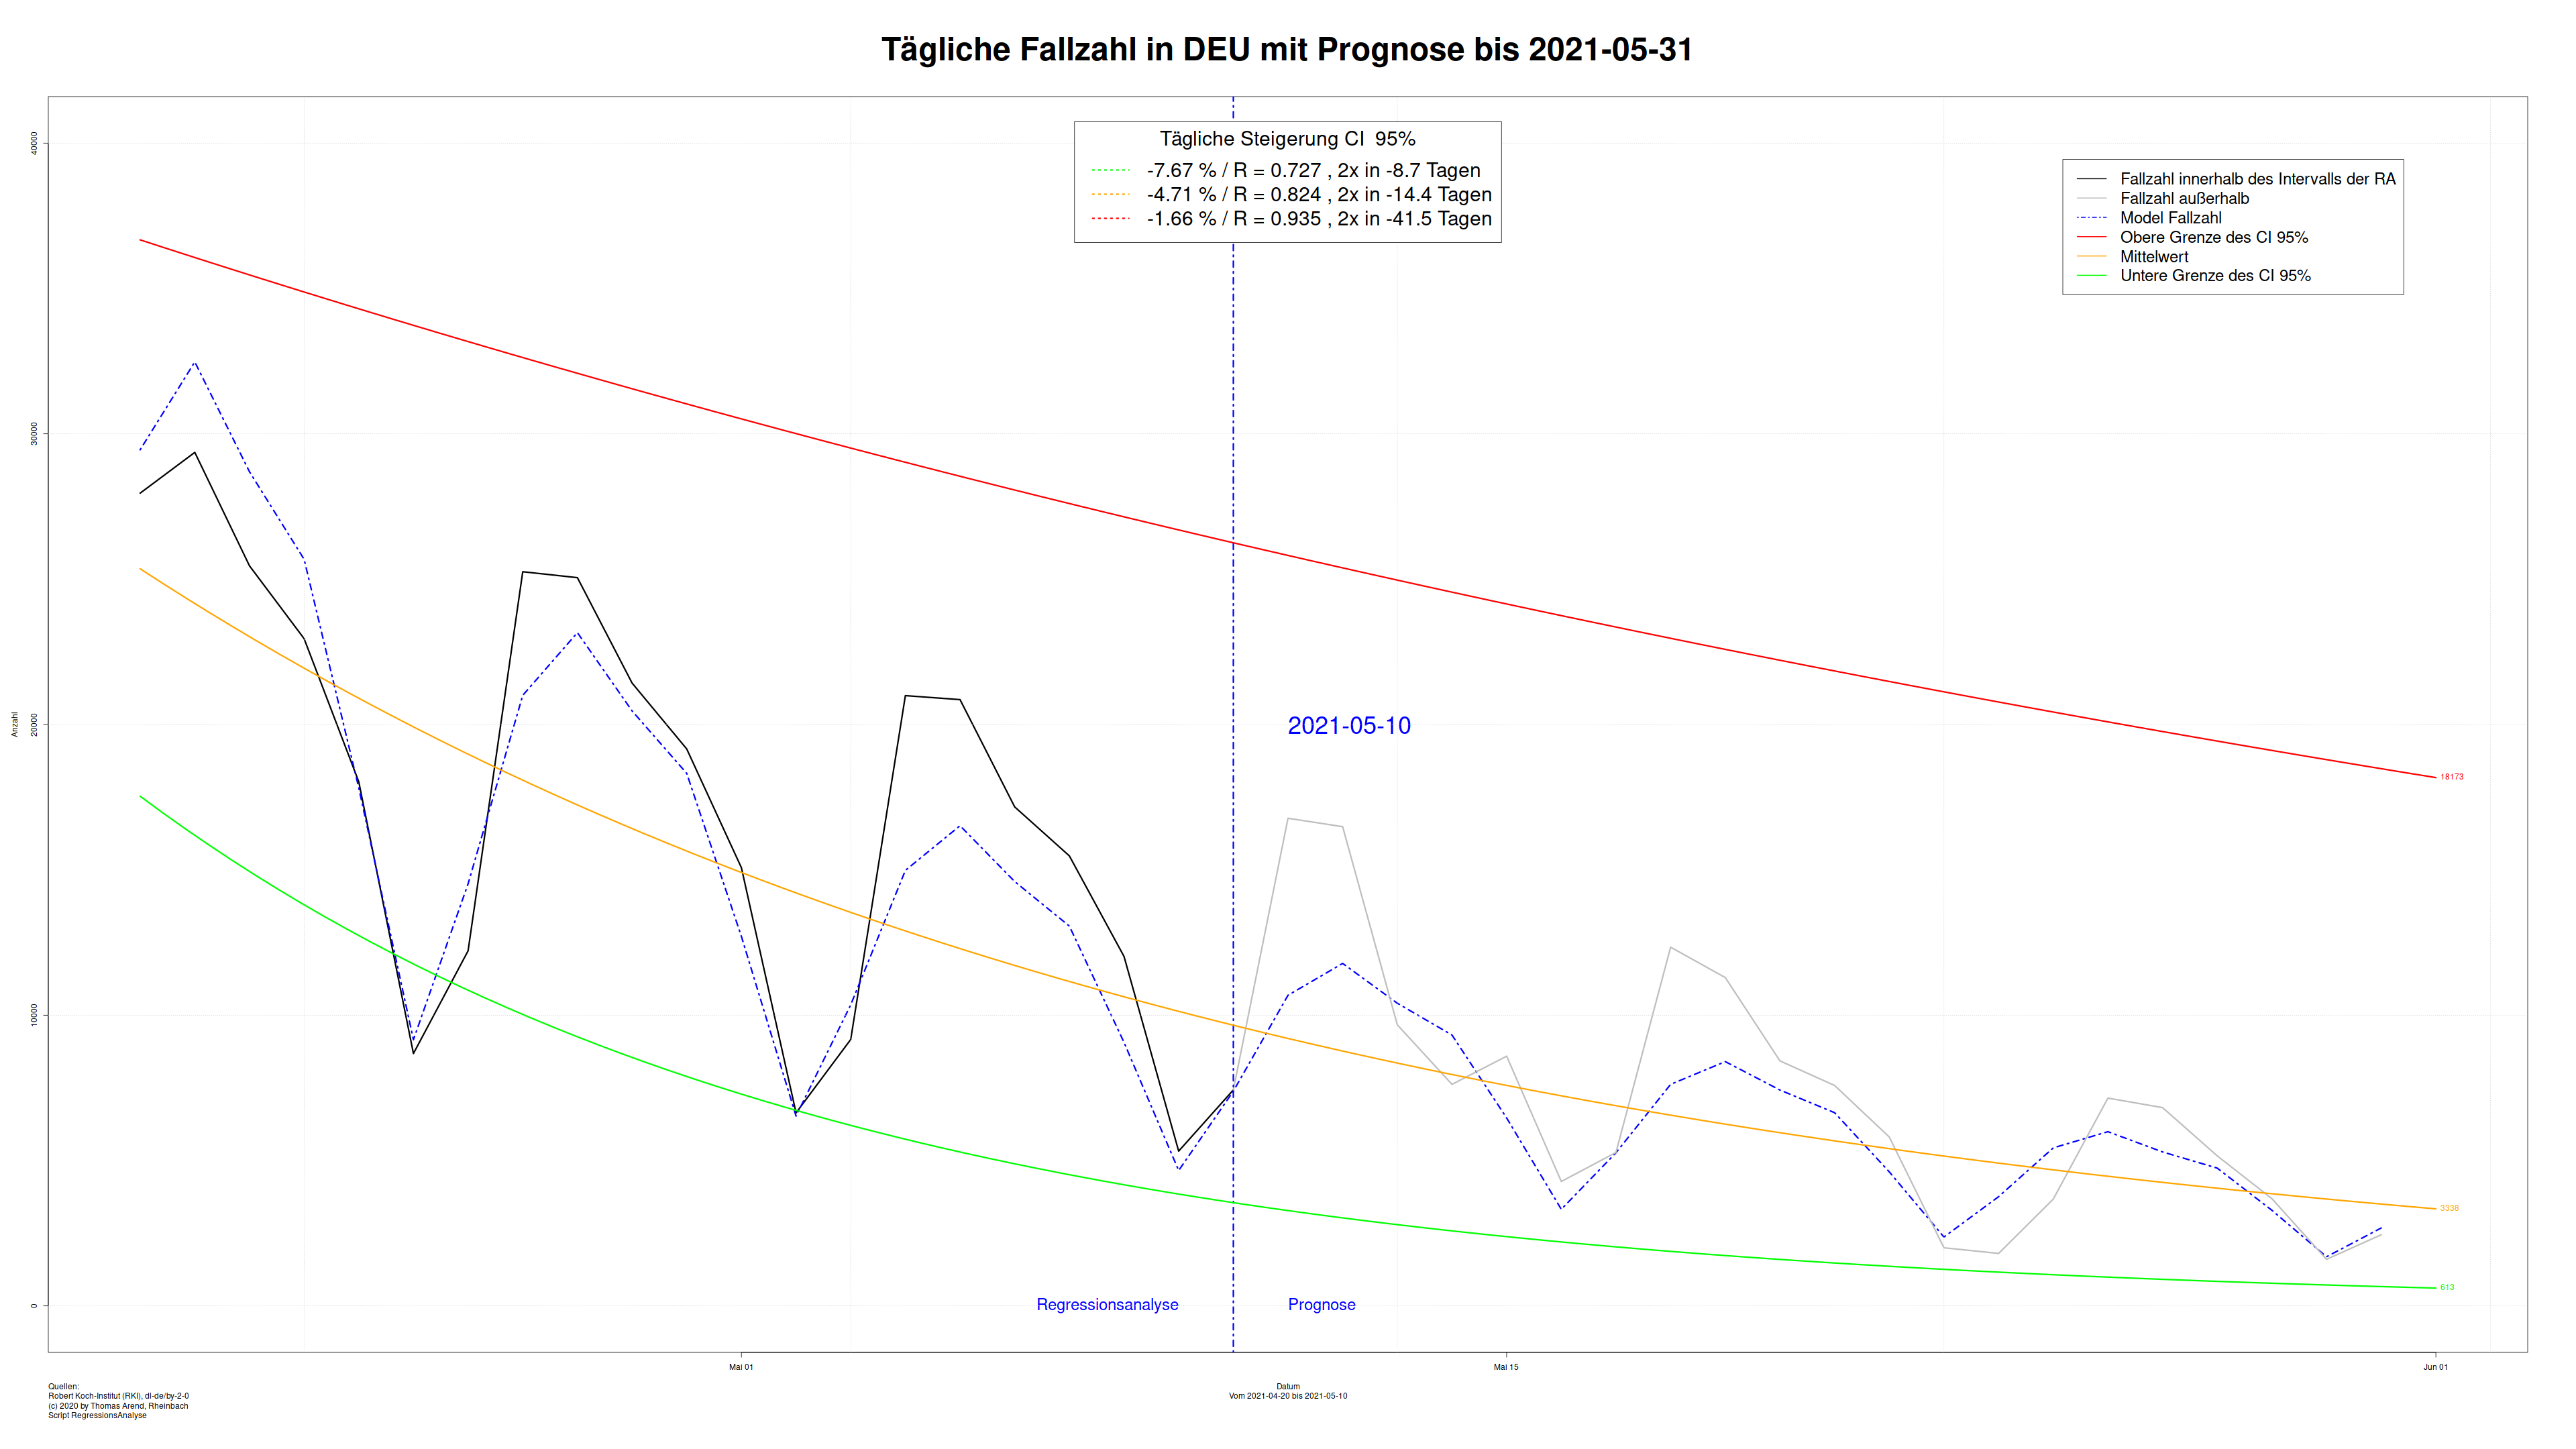 Tägliche Fallzahl in DEU mit Prognose bis 2021-05-31
Tägliche Steigerung CI  95%
-7.67 % / R = 0.727 , 2x in -8.7 Tagen
-4.71 % / R = 0.824 , 2x in -14.4 Tagen
-1.66 % / R = 0.935 , 2x in -41.5 Tagen
Fallzahl innerhalb des Intervalls der RA
Fallzahl außerhalb
Model Fallzahl
Obere Grenze des CI 95%
Mittelwert
Untere Grenze des CI 95%
40000
30000
20000
10000
0
Anzahl
2021-05-10
18173
3338
613
Regressionsanalyse
Prognose
Mai 01
Mai 15
Jun 01
Datum
Vom 2021-04-20 bis 2021-05-10
Quellen:
Robert Koch-Institut (RKI), dl-de/by-2-0
(c) 2020 by Thomas Arend, Rheinbach
Script RegressionsAnalyse